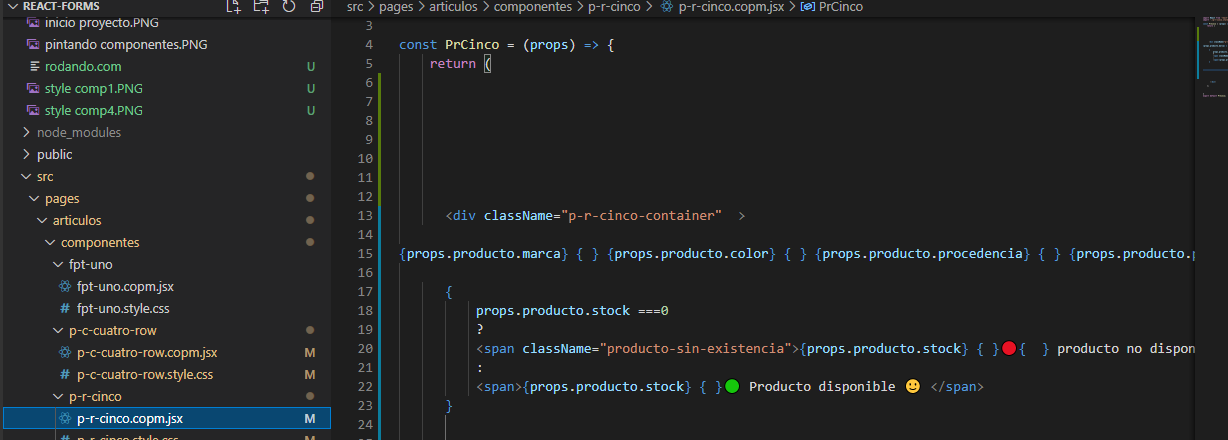 REACT-FORMS
inicio proyecto.PNG
pintando componentes.PNG
rodando.com U
style comp1.PNG U
style comp4.PNG U
node_modules
public
src
pages
articulos
componentes
fpt-uno
fpt-uno.copm.jsx
fpt-uno.style.css
p-c-cuatro-row
p-c-cuatro-row.copm.jsx M
p-c-cuatro-row.style.css M
p-r-cinco
p-r-cinco.copm.jsx M
p-r-cinco.style.css
src > pages > articulos > componentes > p-r-cinco > p-r-cinco.copm.jsx > PrCinco
3
4 const PrCinco = (props) => {
5 return (
6
7
8
9
10
11
12
13 <div className="p-r-cinco-container" >
14
15 {props.producto.marca} { } {props.producto.color} { } {props.producto.procedencia} { } {props.producto.
16
17 {
18 props.producto.stock ===0
19 ?
20 <span className="producto-sin-existencia">{props.producto.stock} { }🔴{ } producto no dispon
21 :
22 <span>{props.producto.stock} { }🟢 Producto disponible 🙂 </span>
23 }
24